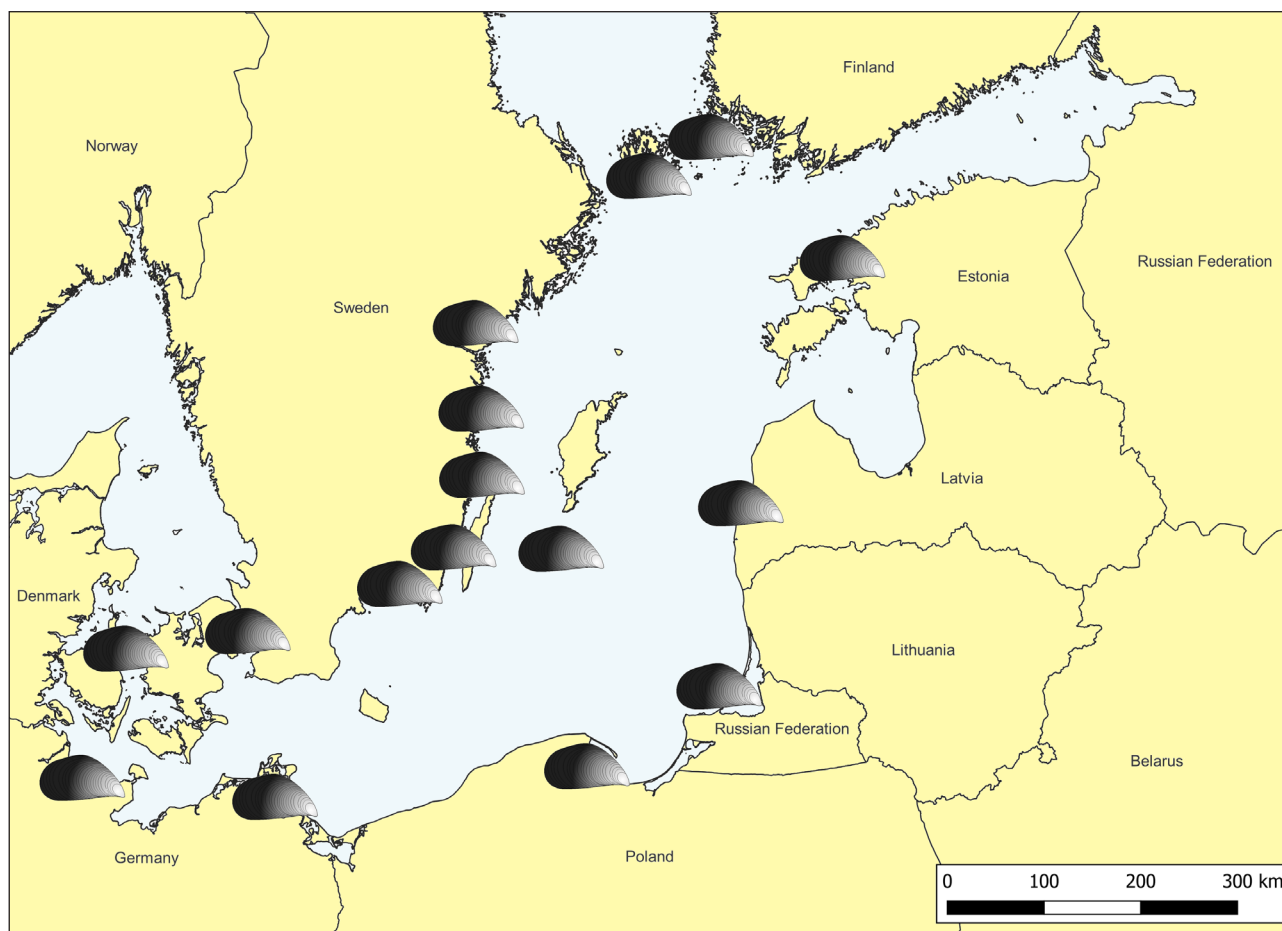 Finland
Norway
Russian Federation
Estonia
Sweden
Latvia
Denmark
Lithuania
Russian Federation
Belarus
Germany
Poland
0 100 200 300 km